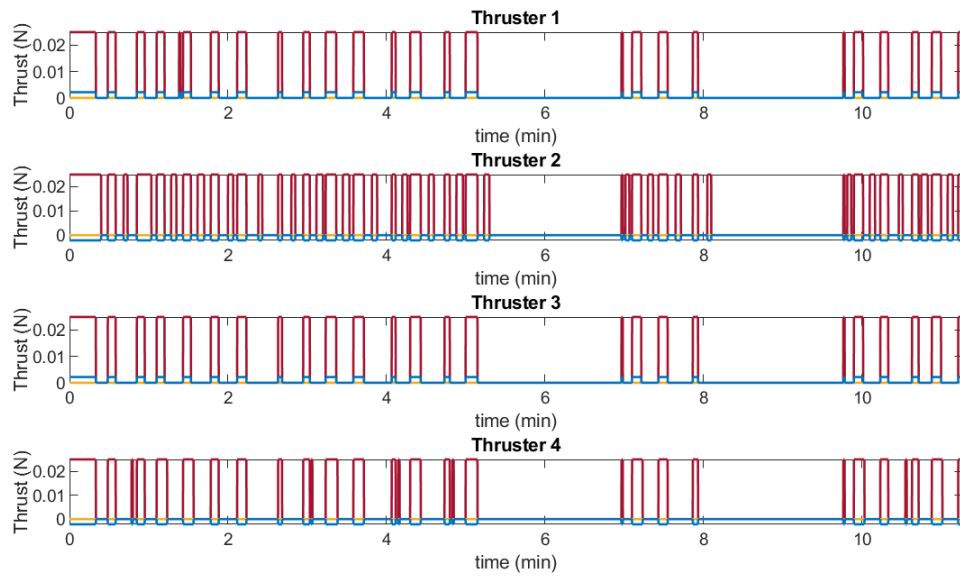 Thruster 1
Thrust (N)
0.02
0.01
0
0 2 4 6 8 10
time (min)
Thruster 2
Thrust (N)
0.02
0.01
0
0 2 4 6 8 10
time (min)
Thruster 3
Thrust (N)
0.02
0.01
0
0 2 4 6 8 10
time (min)
Thruster 4
Thrust (N)
0.02
0.01
0
0 2 4 6 8 10
time (min)